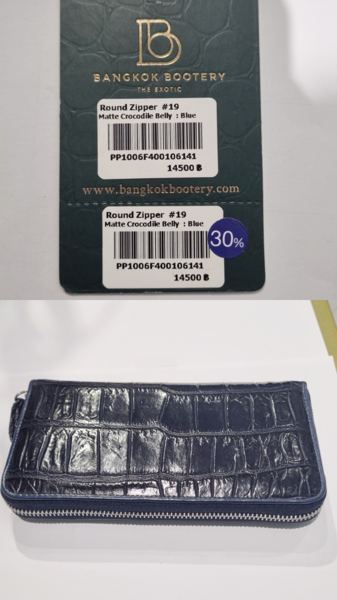 B
BANGKOK BOOTERY
THE EXOTIC
Round Zipper #19
Matte Crocodile Belly : Blue
PP1006F400106141
14500 ฿
www.bangkokbootery.com
Round Zipper #19
Matte Crocodile Belly : Blue
30%
PP1006F400106141
14500 ฿